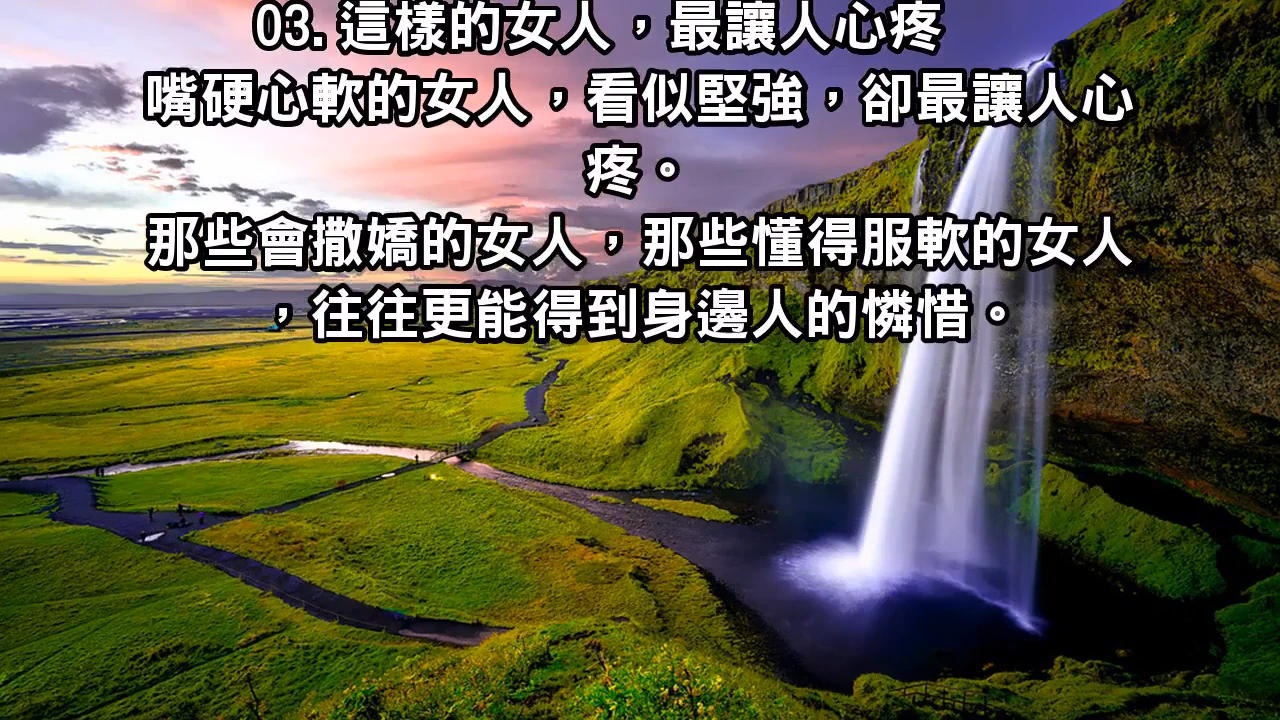 03.這樣的女人，最讓人心疼
嘴硬心軟的女人，看似堅強，卻最讓人心
疼。
那些會撒嬌的女人，那些懂得服軟的女人
，往往更能得到身邊人的憐惜。